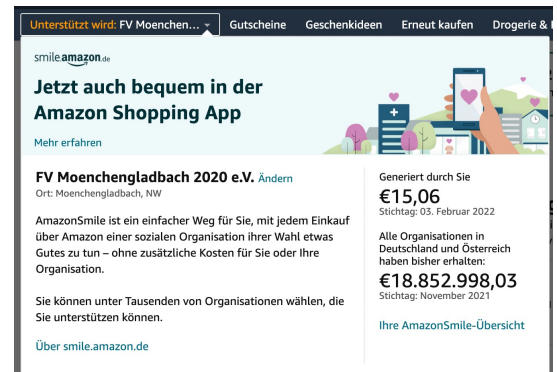 Unterstützt wird: FV Moenchen...
Gutscheine
Geschenkideen
Erneut kaufen
Drogerie &
smile.amazon.de
Jetzt auch bequem in der
Amazon Shopping App
Mehr erfahren
FV Moenchengladbach 2020 e.V. Ändern
Ort: Moenchengladbach, NW
AmazonSmile ist ein einfacher Weg für Sie, mit jedem Einkauf
über Amazon einer sozialen Organisation ihrer Wahl etwas
Gutes zu tun – ohne zusätzliche Kosten für Sie oder Ihre
Organisation.
Sie können unter Tausenden von Organisationen wählen, die
Sie unterstützen können.
Über smile.amazon.de
Generiert durch Sie
€15,06
Stichtag: 03. Februar 2022
Alle Organisationen in
Deutschland und Österreich
haben bisher erhalten:
€18.852.998,03
Stichtag: November 2021
Ihre AmazonSmile-Übersicht